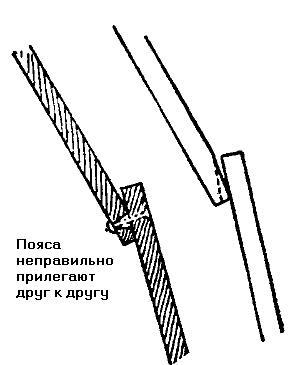 Пояса
неправильно
прилегают
друг к другу